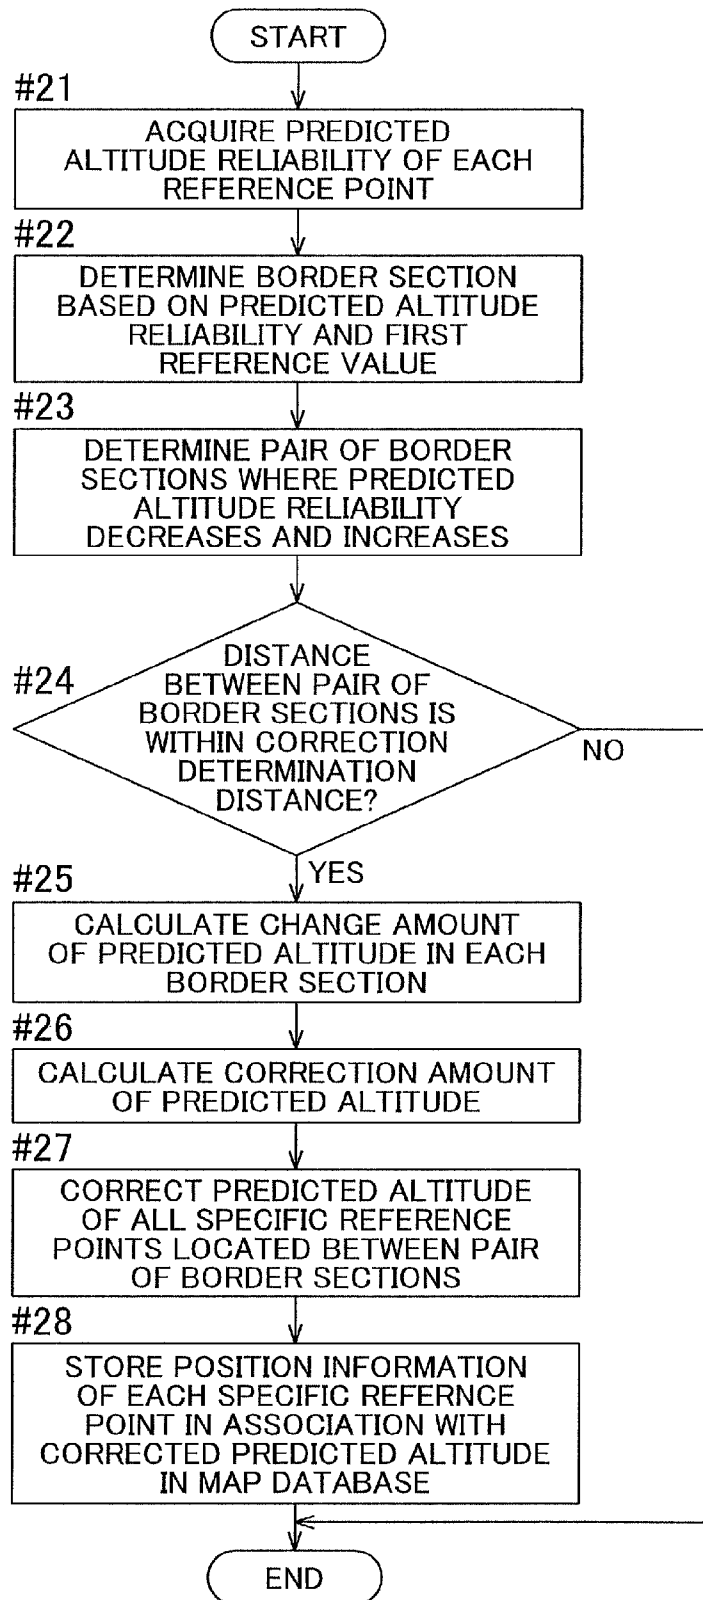 START
#21
ACQUIRE PREDICTED
ALTITUDE RELIABILITY OF EACH
REFERENCE POINT
#22
DETERMINE BORDER SECTION
BASED ON PREDICTED ALTITUDE
RELIABILITY AND FIRST
REFERENCE VALUE
#23
DETERMINE PAIR OF BORDER
SECTIONS WHERE PREDICTED
ALTITUDE RELIABILITY
DECREASES AND INCREASES
#24
DISTANCE
BETWEEN PAIR OF
BORDER SECTIONS IS
WITHIN CORRECTION
DETERMINATION
DISTANCE?
NO
YES
#25
CALCULATE CHANGE AMOUNT
OF PREDICTED ALTITUDE IN EACH
BORDER SECTION
#26
CALCULATE CORRECTION AMOUNT
OF PREDICTED ALTITUDE
#27
CORRECT PREDICTED ALTITUDE
OF ALL SPECIFIC REFERENCE
POINTS LOCATED BETWEEN PAIR
OF BORDER SECTIONS
#28
STORE POSITION INFORMATION
OF EACH SPECIFIC REFERNCE
POINT IN ASSOCIATION WITH
CORRECTED PREDICTED ALTITUDE
IN MAP DATABASE
END